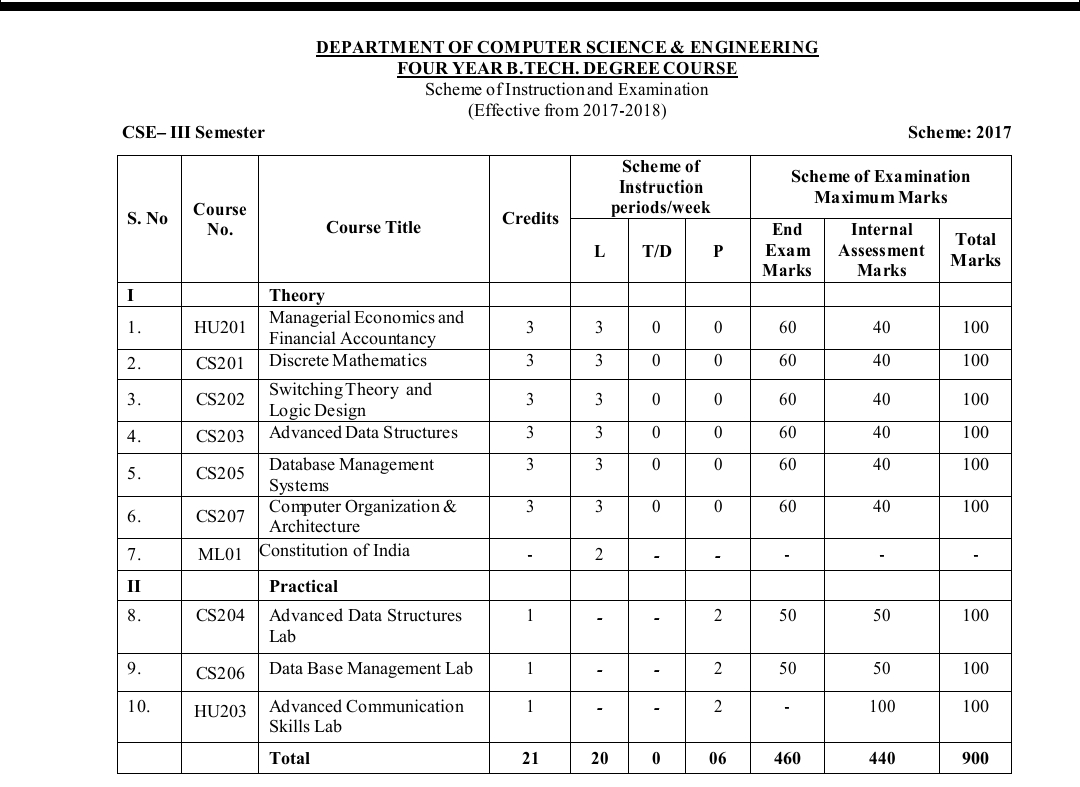 DEPARTMENT OF COMPUTER SCIENCE & ENGINEERING
FOUR YEAR B.TECH. DEGREE COURSE
Scheme of Instruction and Examination
(Effective from 2017-2018)
CSE– III Semester Scheme: 2017
S. No Course No. Course Title Credits Scheme of Instruction periods/week Scheme of Examination Maximum Marks
L T/D P End Exam Marks Internal Assessment Marks Total Marks
I Theory
1. HU201 Managerial Economics and Financial Accountancy 3 3 0 0 60 40 100
2. CS201 Discrete Mathematics 3 3 0 0 60 40 100
3. CS202 Switching Theory and Logic Design 3 3 0 0 60 40 100
4. CS203 Advanced Data Structures 3 3 0 0 60 40 100
5. CS205 Database Management Systems 3 3 0 0 60 40 100
6. CS207 Computer Organization & Architecture 3 3 0 0 60 40 100
7. ML01 Constitution of India - 2 - - - - -
II Practical
8. CS204 Advanced Data Structures Lab 1 - - 2 50 50 100
9. CS206 Data Base Management Lab 1 - - 2 50 50 100
10. HU203 Advanced Communication Skills Lab 1 - - 2 - 100 100
Total 21 20 0 06 460 440 900